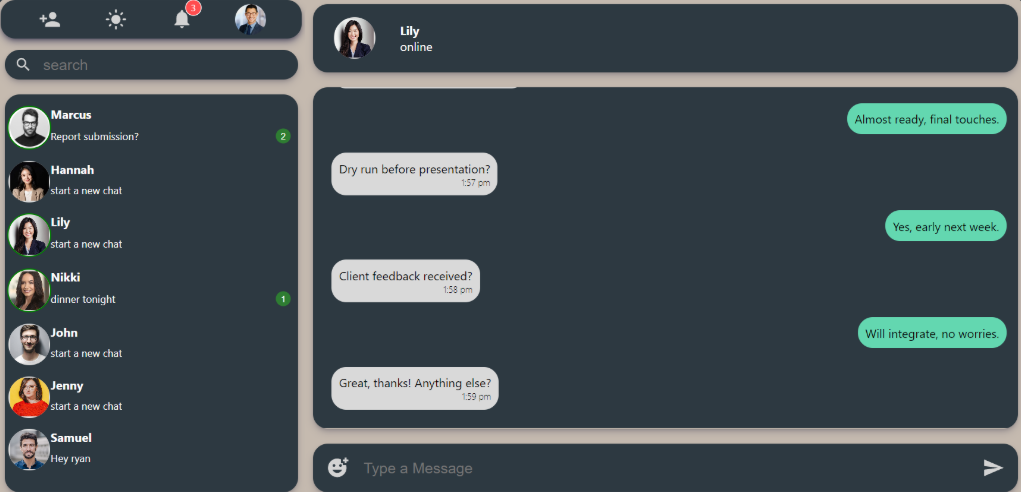 3
search
Marcus
Report submission?
2
Hannah
start a new chat
Lily
start a new chat
Nikki
dinner tonight
1
John
start a new chat
Jenny
start a new chat
Samuel
Hey ryan
Lily
online
Almost ready, final touches.
Dry run before presentation?
1:57 pm
Yes, early next week.
Client feedback received?
1:58 pm
Will integrate, no worries.
Great, thanks! Anything else?
1:59 pm
Type a Message